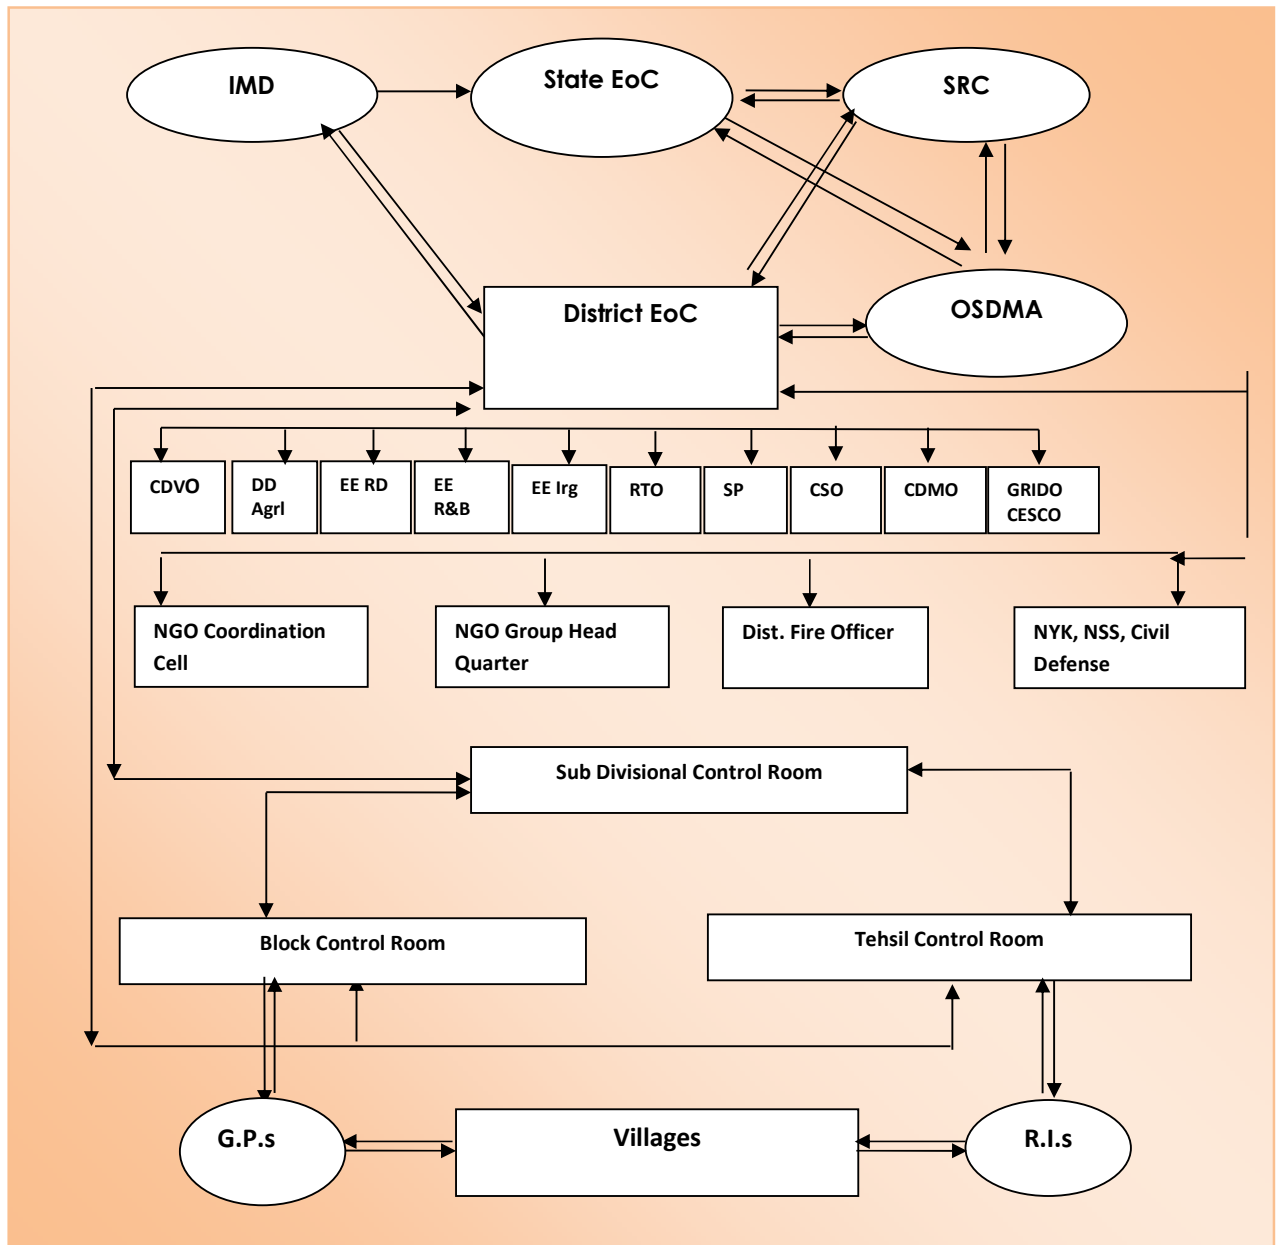 IMD
State EoC
SRC
District EoC
OSDMA
CDVO
DD
Agrl
EE RD
EE
R&B
EE Irg
RTO
SP
CSO
CDMO
GRIDO
CESCO
NGO Coordination
Cell
NGO Group Head
Quarter
Dist. Fire Officer
NYK, NSS, Civil
Defense
Sub Divisional Control Room
Block Control Room
Tehsil Control Room
G.P.s
Villages
R.I.s